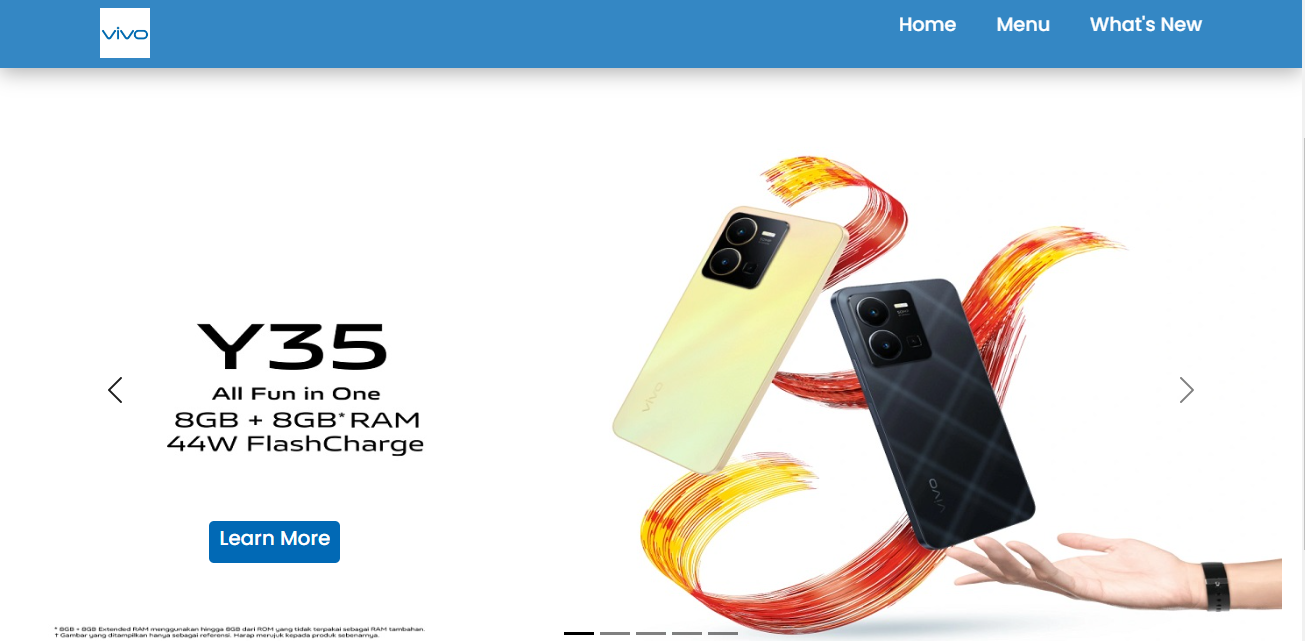 vivo
Home
Menu
What's New
Y35
All Fun in One
8GB + 8GB* RAM
44W FlashCharge
Learn More
vivo
vivo
* 8GB + 8GB Extended RAM menggunakan hingga 8GB dari ROM yang tidak terpakai sebagai RAM tambahan.
† Gambar yang ditampilkan hanya sebagai referensi. Harap merujuk kepada produk sebenarnya.